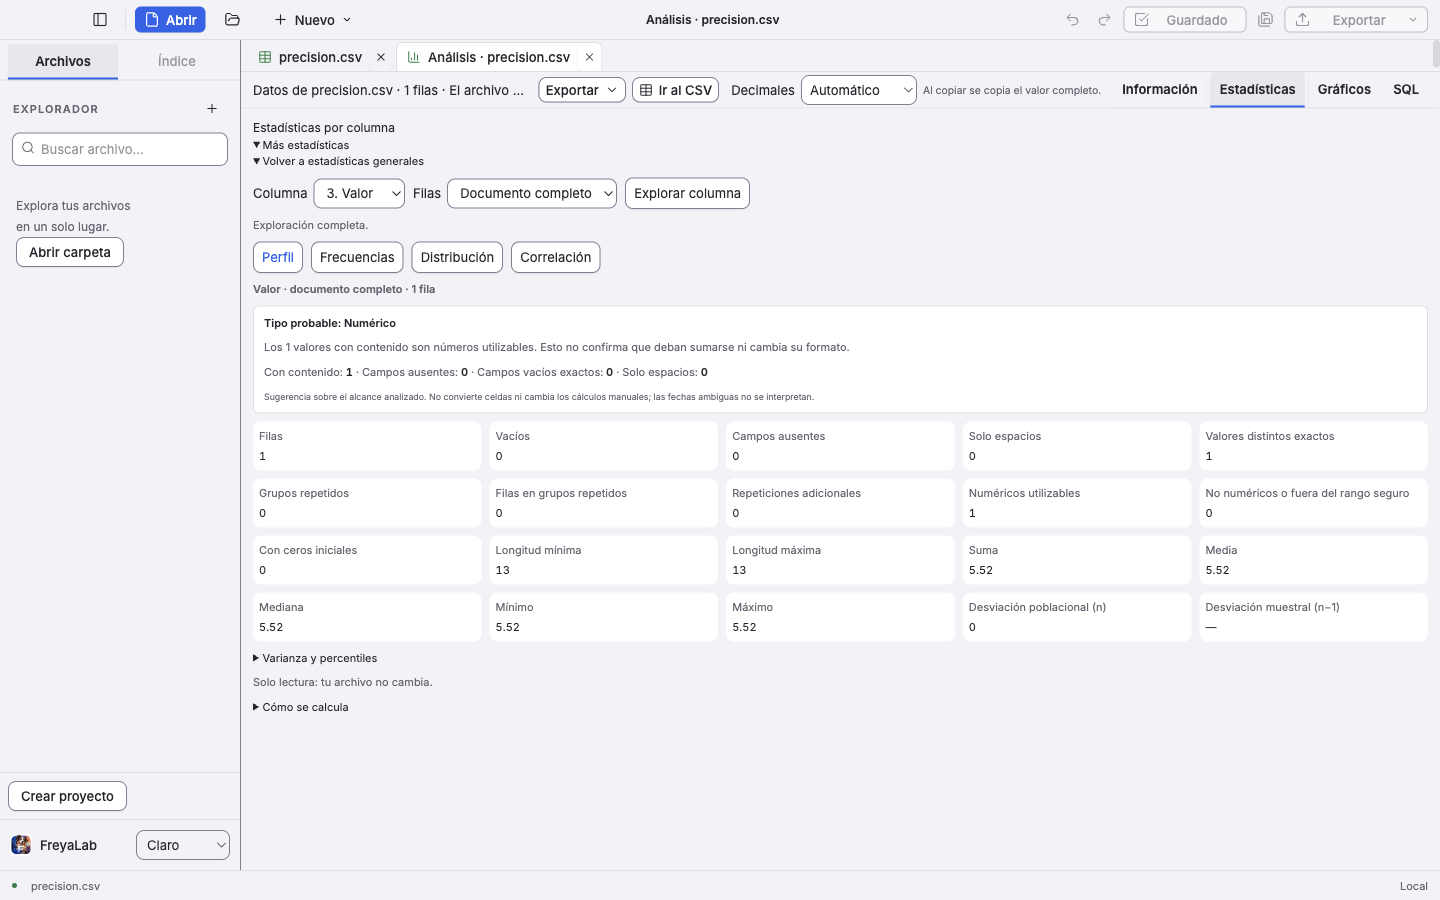 Abrir
Nuevo
Análisis · precision.csv
Guardado
Exportar
Archivos
Índice
EXPLORADOR
Buscar archivo...
Explora tus archivos
en un solo lugar.
Abrir carpeta
Crear proyecto
FreyaLab
Claro
precision.csv
Análisis · precision.csv
Datos de precision.csv · 1 filas · El archivo ...
Exportar
Ir al CSV
Decimales
Automático
Al copiar se copia el valor completo.
Información
Estadísticas
Gráficos
SQL
Estadísticas por columna
Más estadísticas
Volver a estadísticas generales
Columna
3. Valor
Filas
Documento completo
Explorar columna
Exploración completa.
Perfil
Frecuencias
Distribución
Correlación
Valor · documento completo · 1 fila
Tipo probable: Numérico
Los 1 valores con contenido son números utilizables. Esto no confirma que deban sumarse ni cambia su formato.
Con contenido: 1 · Campos ausentes: 0 · Campos vacíos exactos: 0 · Solo espacios: 0
Sugerencia sobre el alcance analizado. No convierte celdas ni cambia los cálculos manuales; las fechas ambiguas no se interpretan.
Filas
1
Vacíos
0
Campos ausentes
0
Solo espacios
0
Valores distintos exactos
1
Grupos repetidos
0
Filas en grupos repetidos
0
Repeticiones adicionales
0
Numéricos utilizables
1
No numéricos o fuera del rango seguro
0
Con ceros iniciales
0
Longitud mínima
13
Longitud máxima
13
Suma
5.52
Media
5.52
Mediana
5.52
Mínimo
5.52
Máximo
5.52
Desviación poblacional (n)
0
Desviación muestral (n−1)
—
Varianza y percentiles
Solo lectura: tu archivo no cambia.
Cómo se calcula
precision.csv
Local